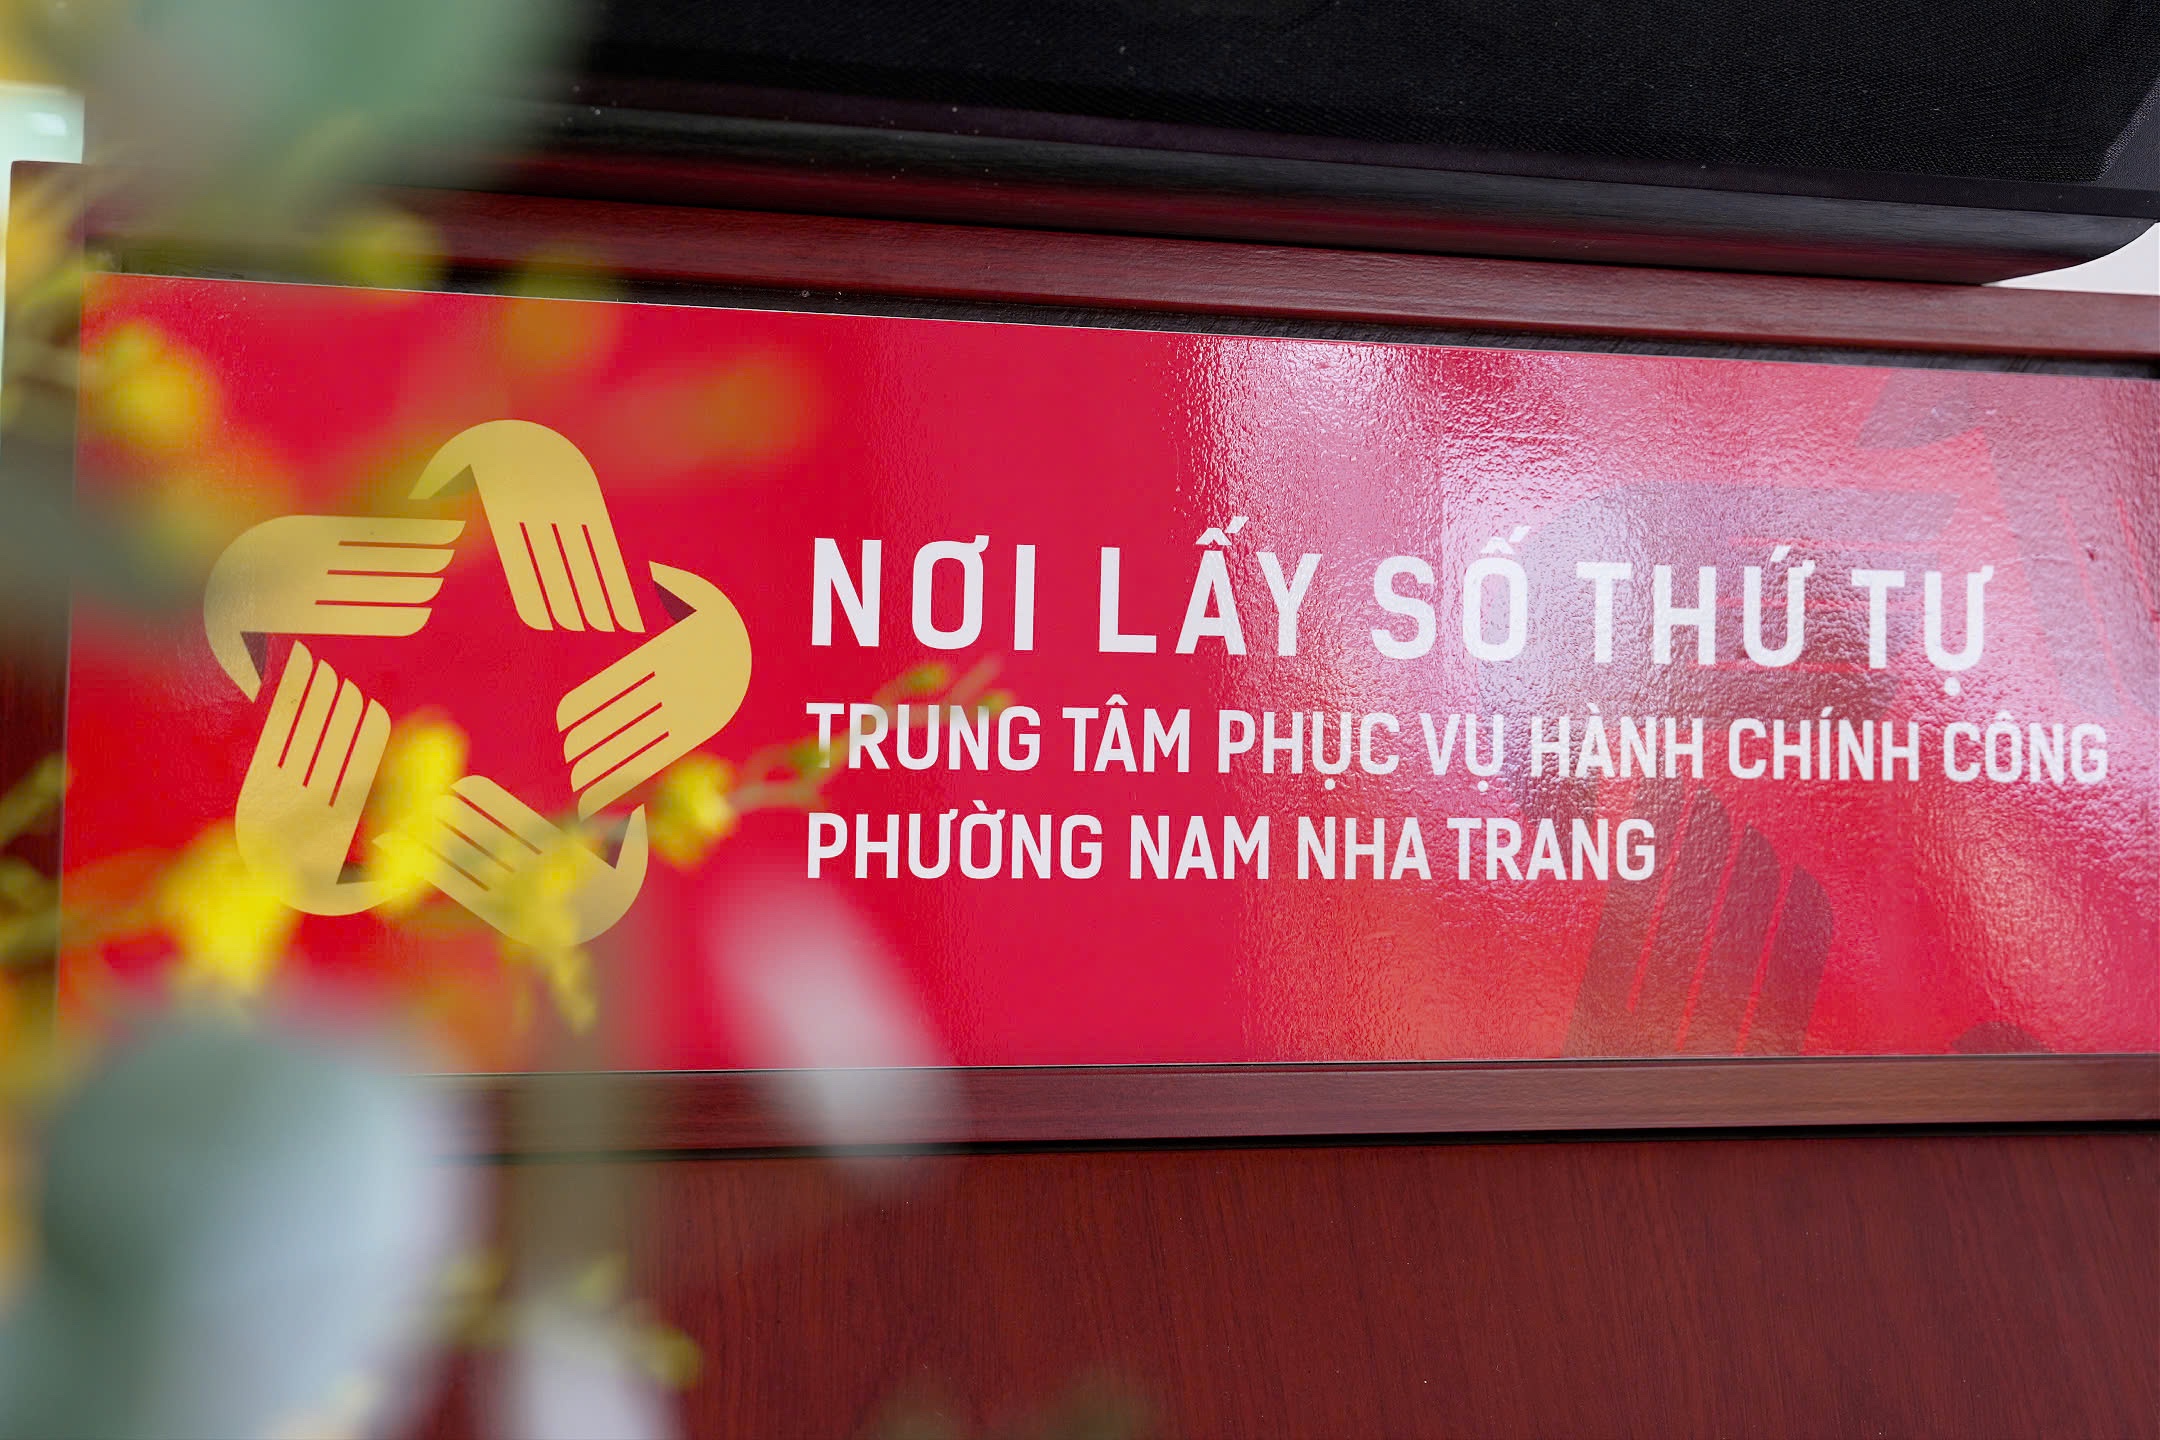 NƠI LẤY SỐ THỨ TỰ
TRUNG TÂM PHỤC VỤ HÀNH CHÍNH CÔNG
PHƯỜNG NAM NHA TRANG